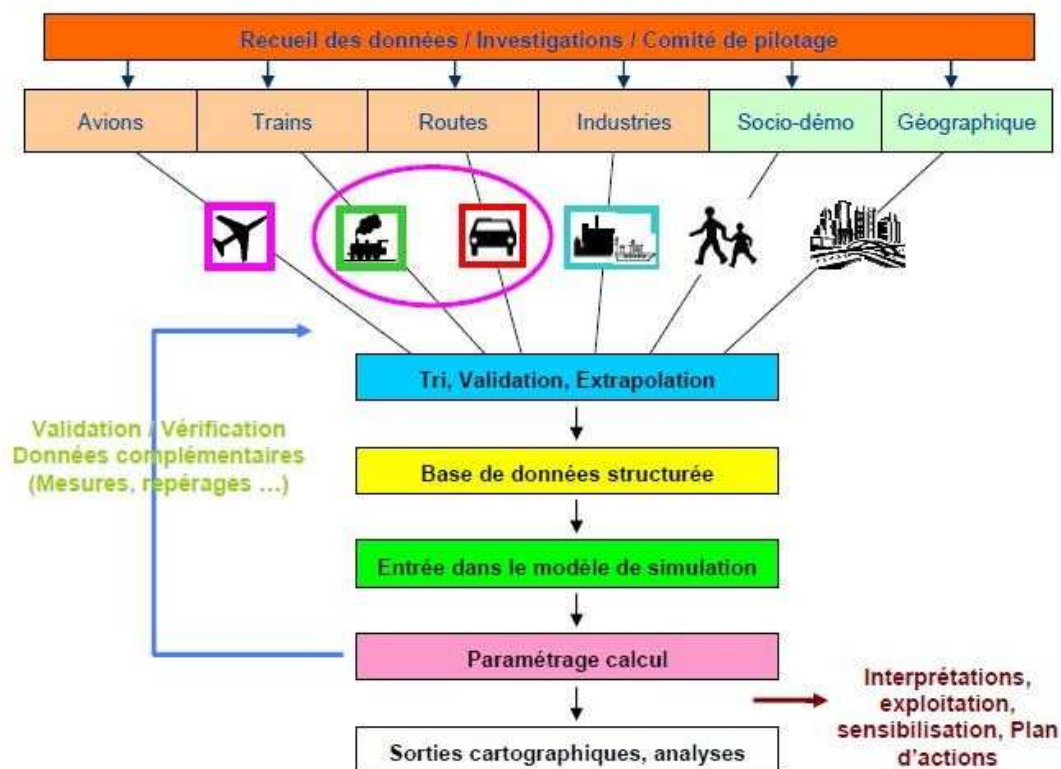 Recueil des données / Investigations / Comité de pilotage
Avions
Trains
Routes
Industries
Socio-démo
Géographique
Tri, Validation, Extrapolation
Validation / Vérification
Données complémentaires
(Mesures, repérages ...)
Base de données structurée
Entrée dans le modèle de simulation
Paramétrage calcul
Interprétations,
exploitation,
sensibilisation, Plan
d'actions
Sorties cartographiques, analyses